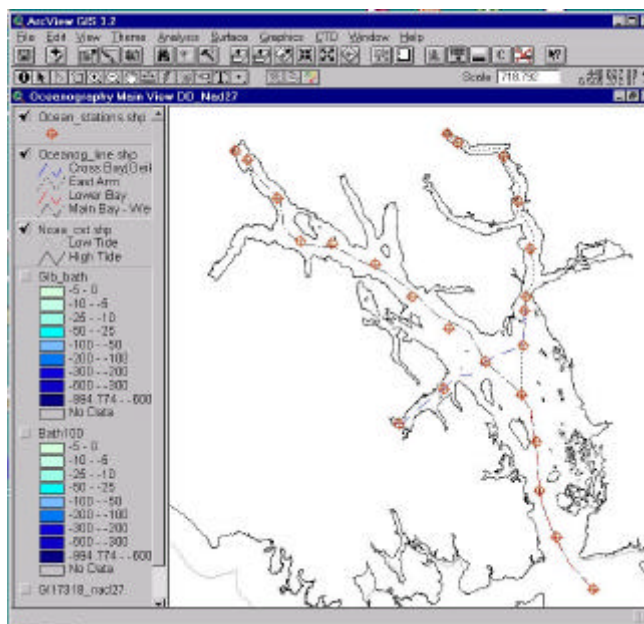 ArcView GIS 3.2
File Edit View Theme Analysis Surface Graphics CTD Window Help
Scale 718,792
Oceanography Main View DD_Nad27
Ocean_stations.shp
Oceanog_line.shp
Cross Bay(Geik
East Arm
Lower Bay
Main Bay - We
Noaa_cst.shp
Low Tide
High Tide
Glb_bath
-5 - 0
-10 - -5
-25 - -10
-50 - -25
-100 - -50
-200 - -100
-300 - -200
-600 - -300
-994.774 - -600
No Data
Bath100
-5 - 0
-10 - -5
-25 - -10
-50 - -25
-100 - -50
-200 - -100
-300 - -200
-600 - -300
-994.774 - -600
No Data
Gl17318_nad27